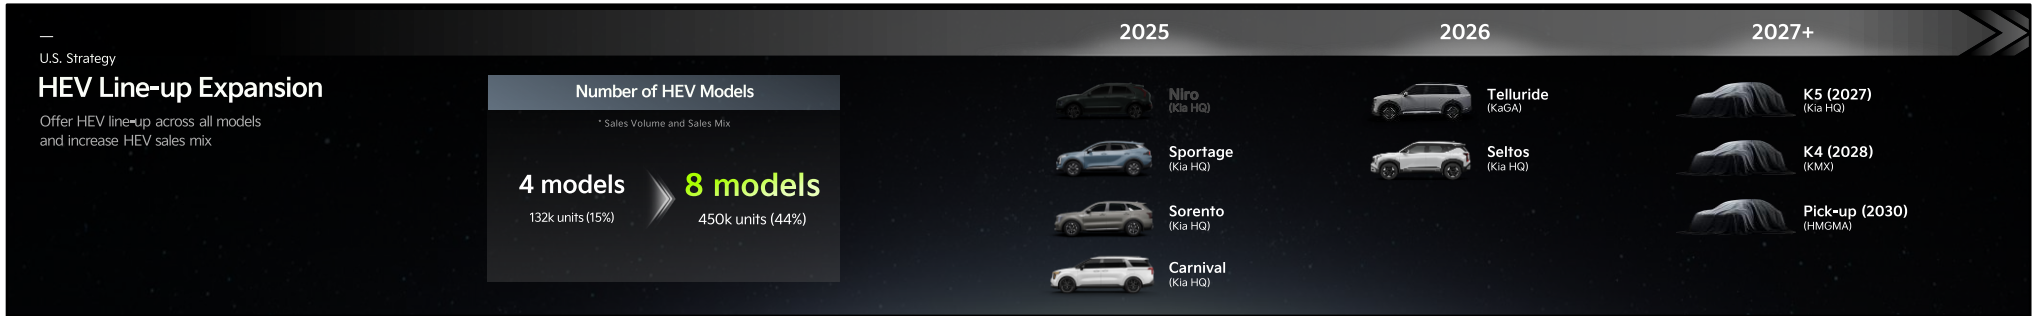 U.S. Strategy
HEV Line-up Expansion
Offer HEV line-up across all models
and increase HEV sales mix
Number of HEV Models
* Sales Volume and Sales Mix
4 models
132k units (15%)
8 models
450k units (44%)
2025
Niro
(Kia HQ)
Sportage
(Kia HQ)
Sorento
(Kia HQ)
Carnival
(Kia HQ)
2026
Telluride
(KaGA)
Seltos
(Kia HQ)
2027+
K5 (2027)
(Kia HQ)
K4 (2028)
(KMX)
Pick-up (2030)
(HMGMA)